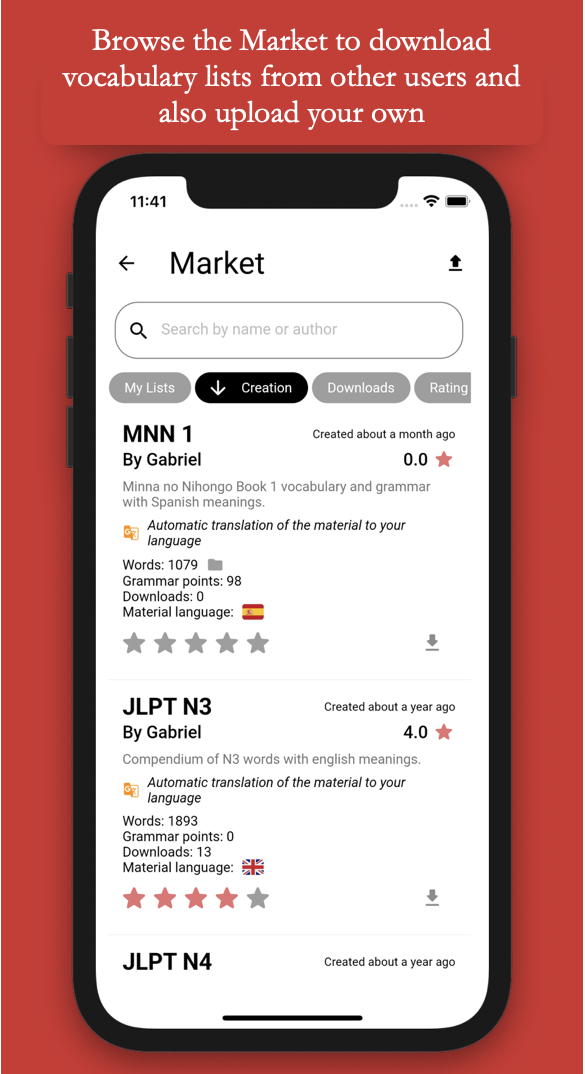 Browse the Market to download
vocabulary lists from other users and
also upload your own
11:41
Market
Search by name or author
My Lists
Creation
Downloads
Rating
MNN 1
Created about a month ago
By Gabriel
0.0
Minna no Nihongo Book 1 vocabulary and grammar
with Spanish meanings.
Automatic translation of the material to your
language
Words: 1079
Grammar points: 98
Downloads: 0
Material language:
JLPT N3
Created about a year ago
By Gabriel
4.0
Compendium of N3 words with english meanings.
Automatic translation of the material to your
language
Words: 1893
Grammar points: 0
Downloads: 13
Material language:
JLPT N4
Created about a year ago